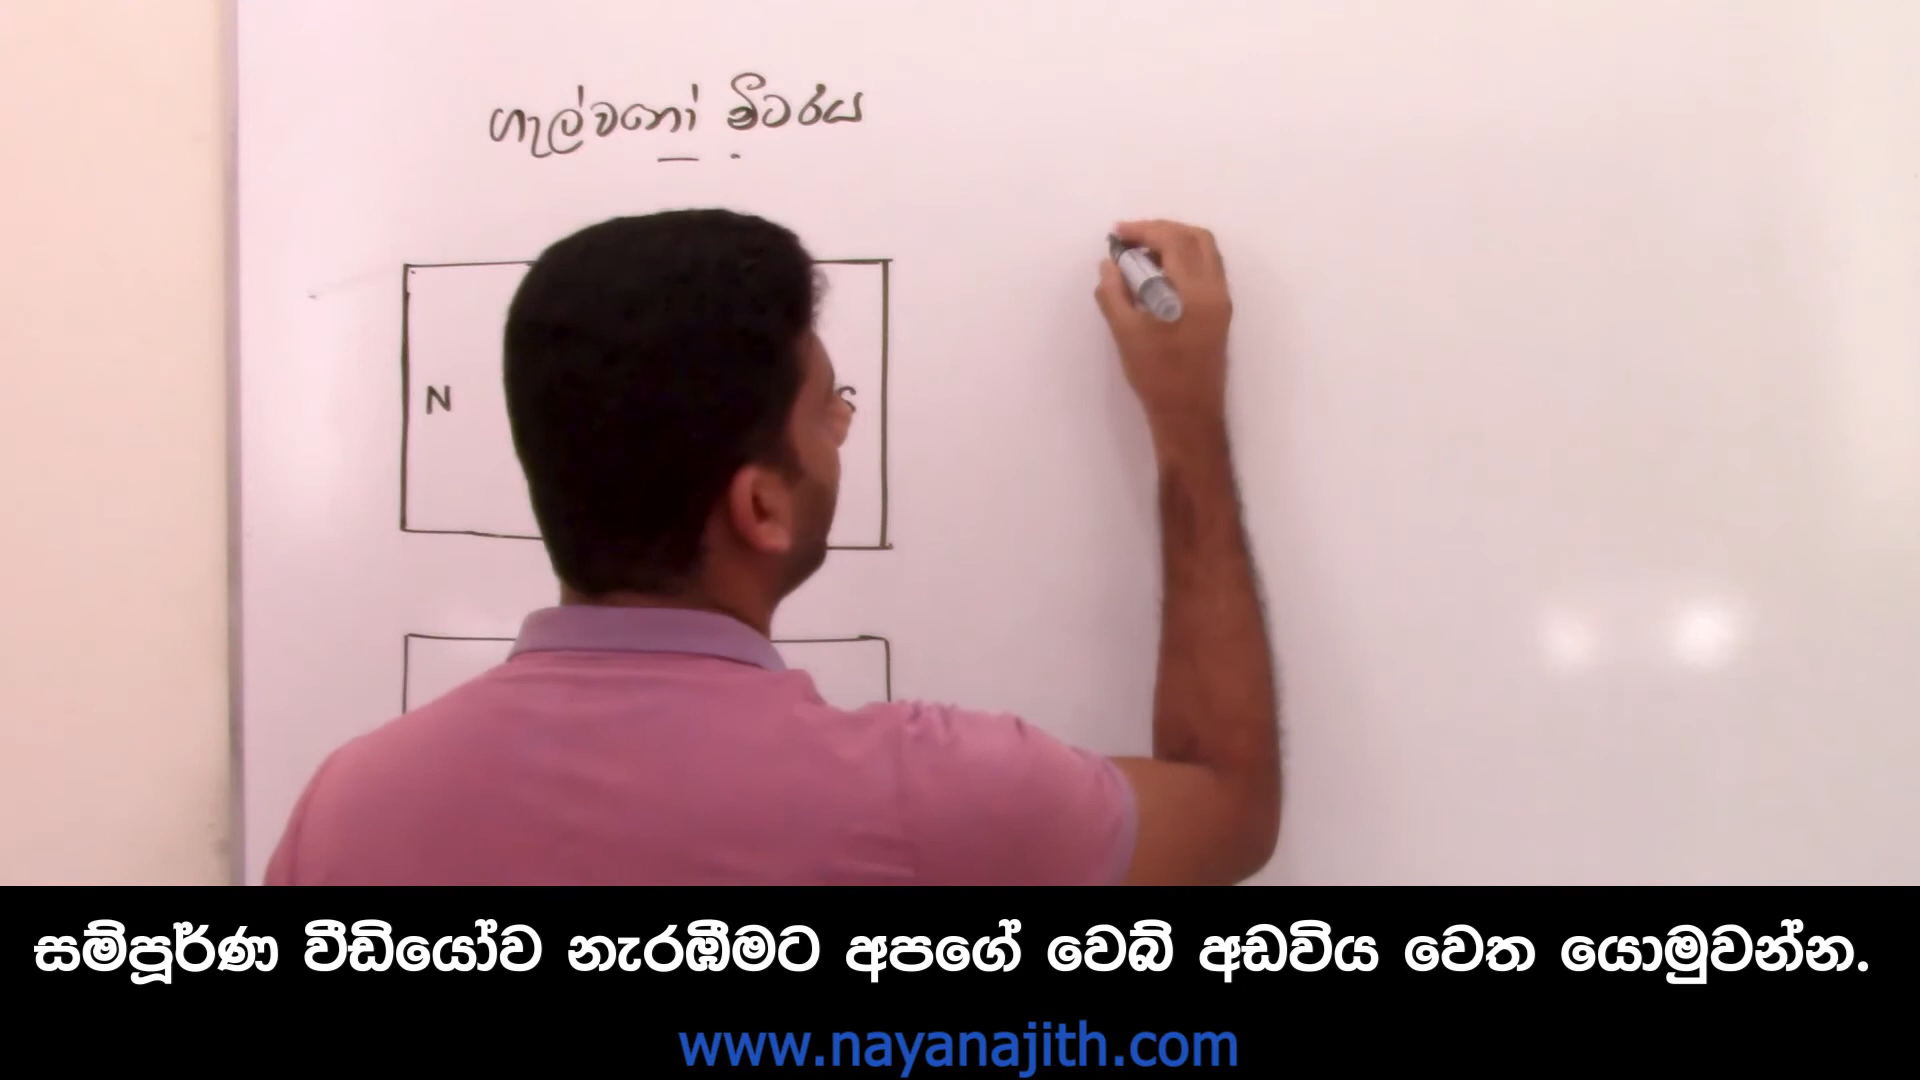 ගැල්වනෝ මීටරය
N S
සම්පූර්ණ වීඩියෝව නැරඹීමට අපගේ වෙබ් අඩවිය වෙත යොමුවන්න.
www.nayanajith.com